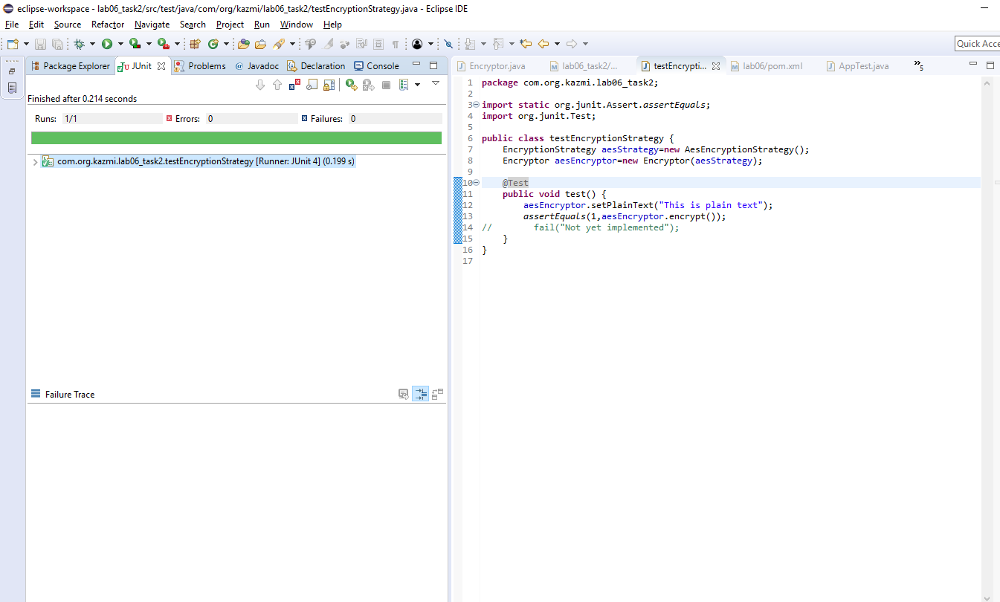 eclipse-workspace - lab06_task2/src/test/java/com/org/kazmi/lab06_task2/testEncryptionStrategy.java - Eclipse IDE
File Edit Source Refactor Navigate Search Project Run Window Help
Quick Acce
Package Explorer JUnit Problems @ Javadoc Declaration Console
Finished after 0.214 seconds
Runs: 1/1 Errors: 0 Failures: 0
com.org.kazmi.lab06_task2.testEncryptionStrategy [Runner: JUnit 4] (0.199 s)
Failure Trace
Encryptor.java lab06_task2/... testEncrypti... lab06/pom.xml AppTest.java »5
1 package com.org.kazmi.lab06_task2;
2
3 import static org.junit.Assert.assertEquals;
4 import org.junit.Test;
5
6 public class testEncryptionStrategy {
7     EncryptionStrategy aesStrategy=new AesEncryptionStrategy();
8     Encryptor aesEncryptor=new Encryptor(aesStrategy);
9
10     @Test
11     public void test() {
12         aesEncryptor.setPlainText("This is plain text");
13         assertEquals(1,aesEncryptor.encrypt());
14 //        fail("Not yet implemented");
15     }
16 }
17